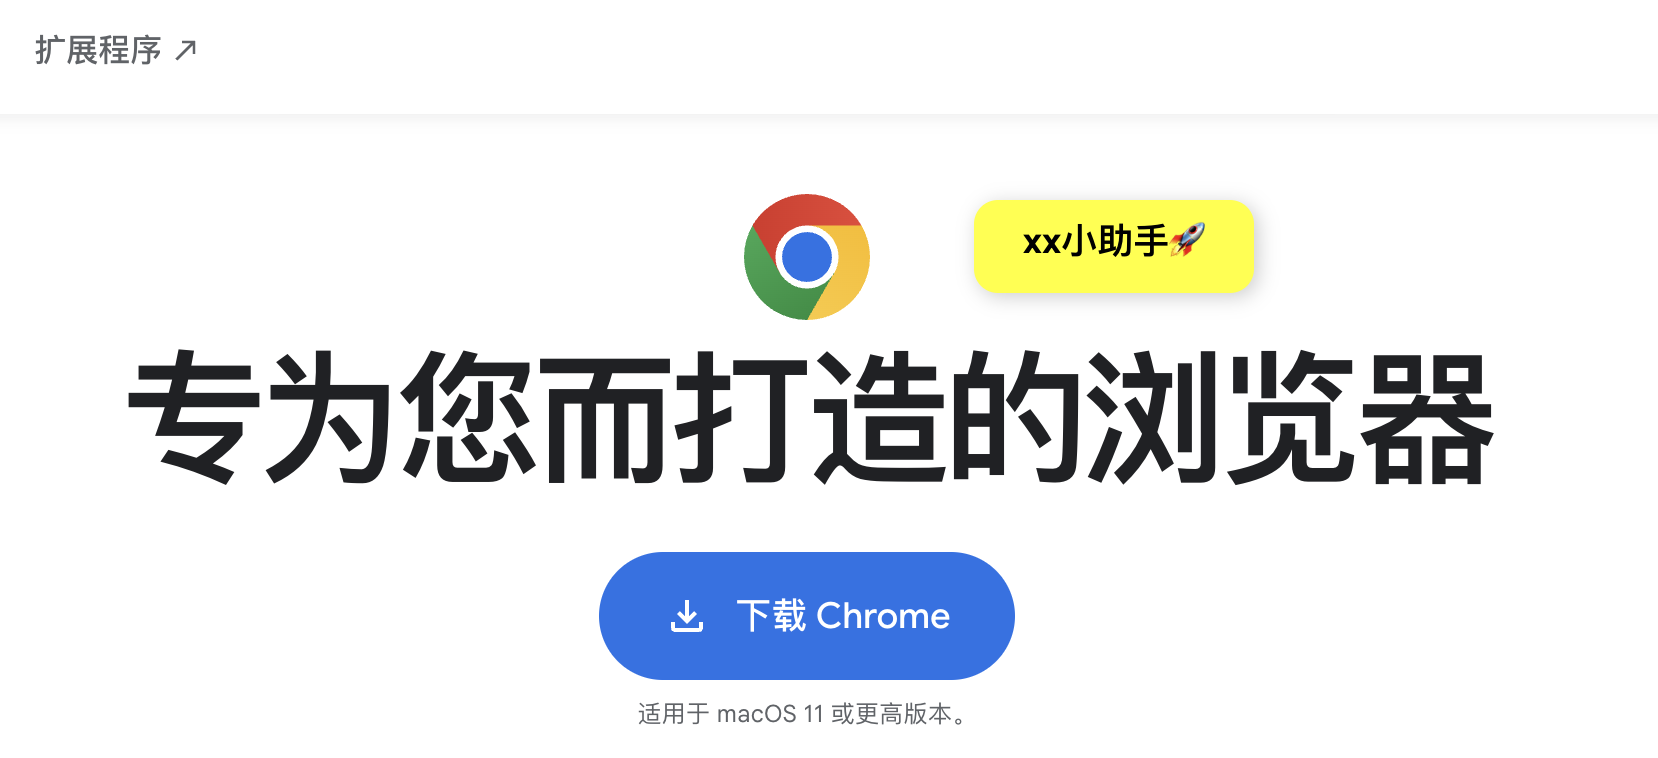 扩展程序 ↗
xx小助手🚀
专为您而打造的浏览器
下载 Chrome
适用于 macOS 11 或更高版本。